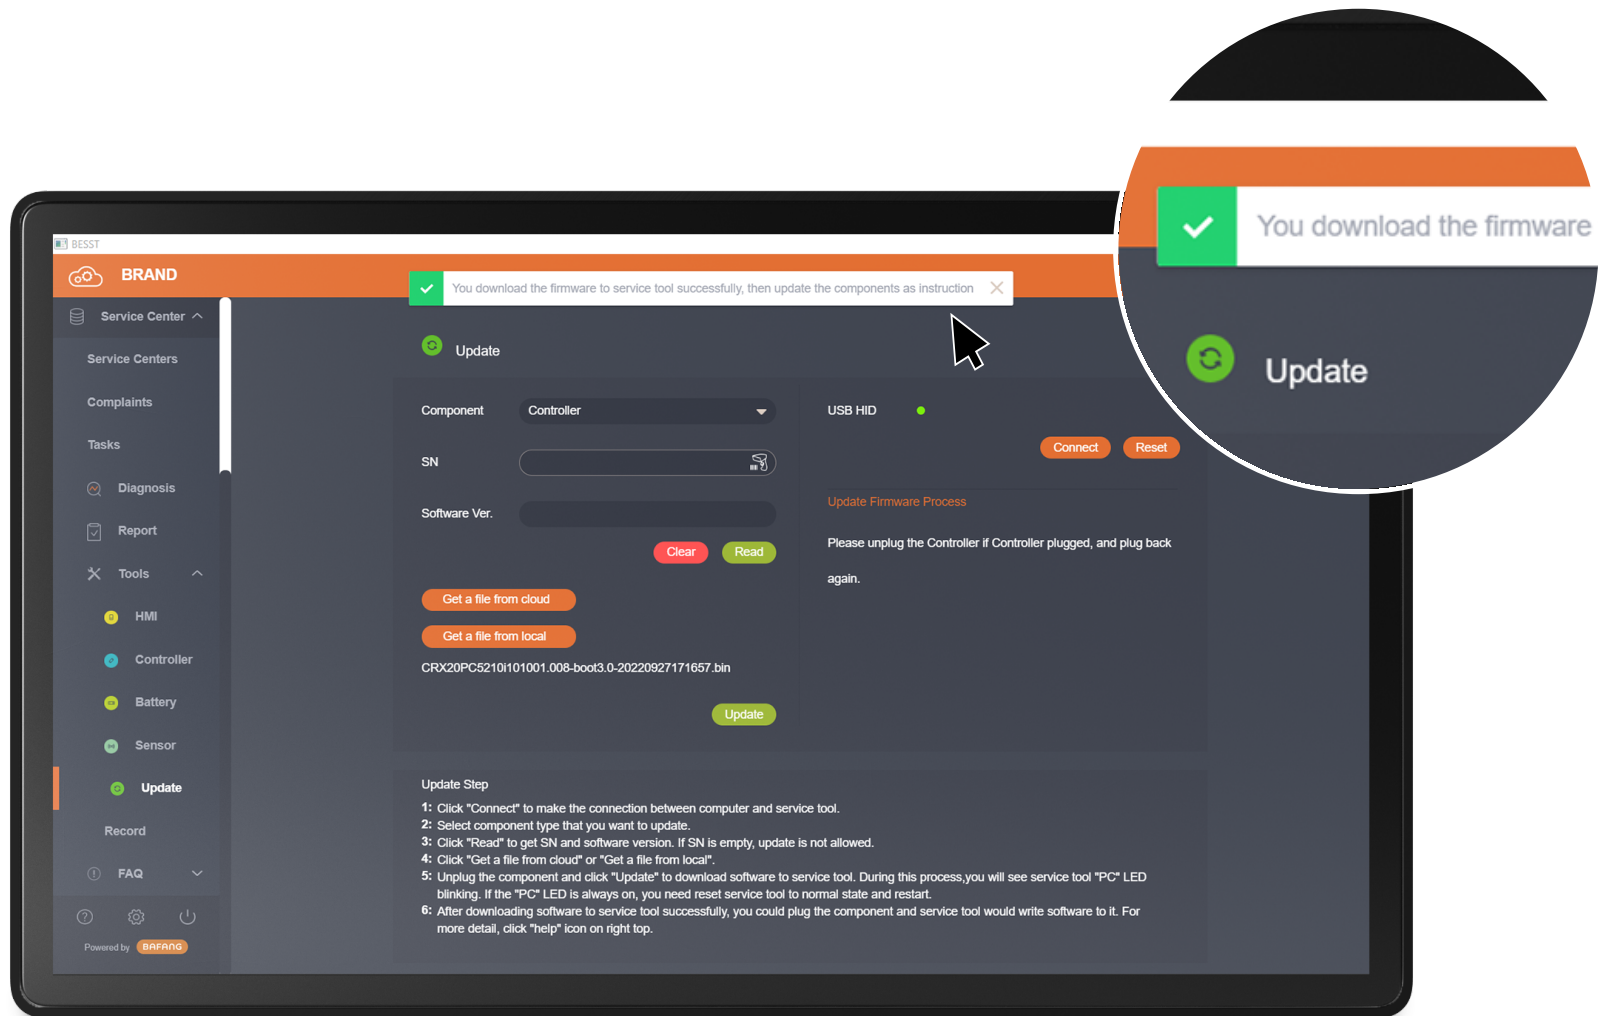 BESST
BRAND
You download the firmware to service tool successfully, then update the components as instruction
You download the firmware
Update
Service Center
Service Centers
Complaints
Tasks
Diagnosis
Report
Tools
HMI
Controller
Battery
Sensor
Update
Record
FAQ
Powered by BAFANG
Update
Component
Controller
SN
Software Ver.
Clear
Read
Get a file from cloud
Get a file from local
CRX20PC5210i101001.008-boot3.0-20220927171657.bin
Update
USB HID
Connect
Reset
Update Firmware Process
Please unplug the Controller if Controller plugged, and plug back
again.
Update Step
1: Click "Connect" to make the connection between computer and service tool.
2: Select component type that you want to update.
3: Click "Read" to get SN and software version. If SN is empty, update is not allowed.
4: Click "Get a file from cloud" or "Get a file from local".
5: Unplug the component and click "Update" to download software to service tool. During this process,you will see service tool "PC" LED
blinking. If the "PC" LED is always on, you need reset service tool to normal state and restart.
6: After downloading software to service tool successfully, you could plug the component and service tool would write software to it. For
more detail, click "help" icon on right top.